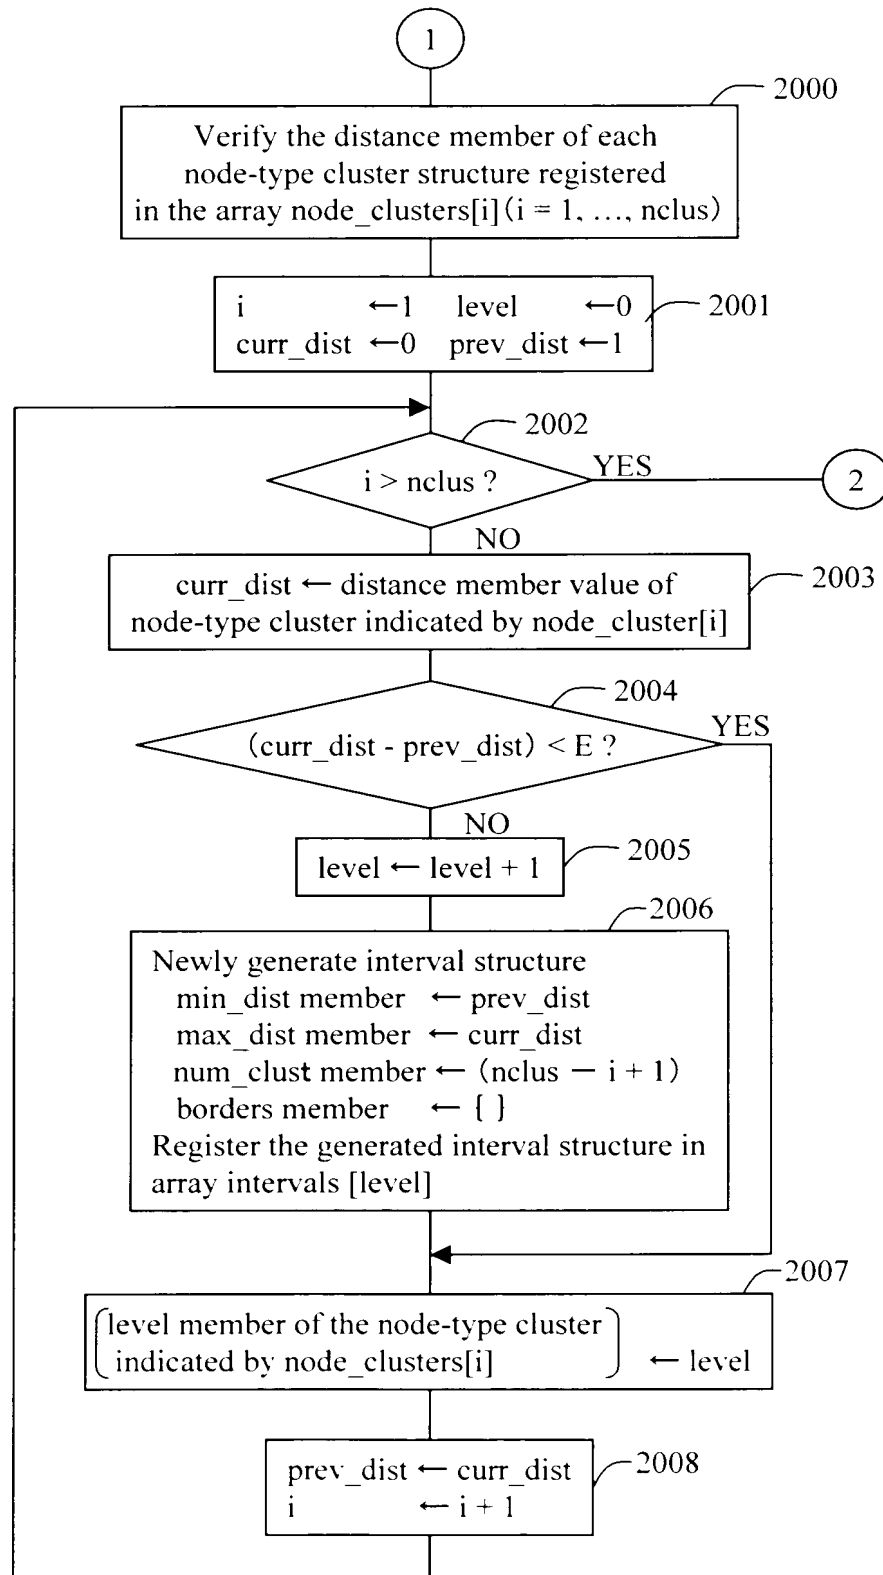 1
2000
Verify the distance member of each
node-type cluster structure registered
in the array node_clusters[i] (i = 1, …, nclus)
i ←1 level ←0
curr_dist ←0 prev_dist ←1
2001
2002
i > nclus ?
YES
2
NO
2003
curr_dist ← distance member value of
node-type cluster indicated by node_cluster[i]
2004
(curr_dist - prev_dist) < E ?
YES
NO
level ← level + 1
2005
2006
Newly generate interval structure
min_dist member ← prev_dist
max_dist member ← curr_dist
num_clust member ← (nclus − i + 1)
borders member ← { }
Register the generated interval structure in
array intervals [level]
2007
level member of the node-type cluster
indicated by node_clusters[i] ← level
prev_dist ← curr_dist
i ← i + 1
2008